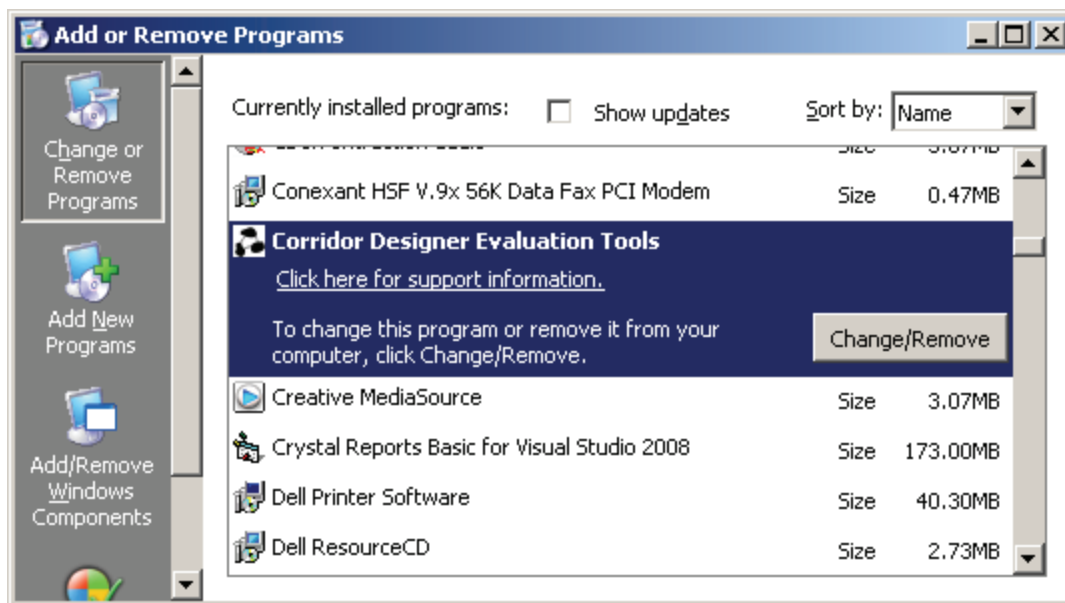 Add or Remove Programs
Change or
Remove
Programs
Add New
Programs
Add/Remove
Windows
Components
Currently installed programs:
Show updates
Sort by:
Name
Conexant HSF V.9x 56K Data Fax PCI Modem
Size
0.47MB
Corridor Designer Evaluation Tools
Click here for support information.
To change this program or remove it from your
computer, click Change/Remove.
Change/Remove
Creative MediaSource
Size
3.07MB
Crystal Reports Basic for Visual Studio 2008
Size
173.00MB
Dell Printer Software
Size
40.30MB
Dell ResourceCD
Size
2.73MB